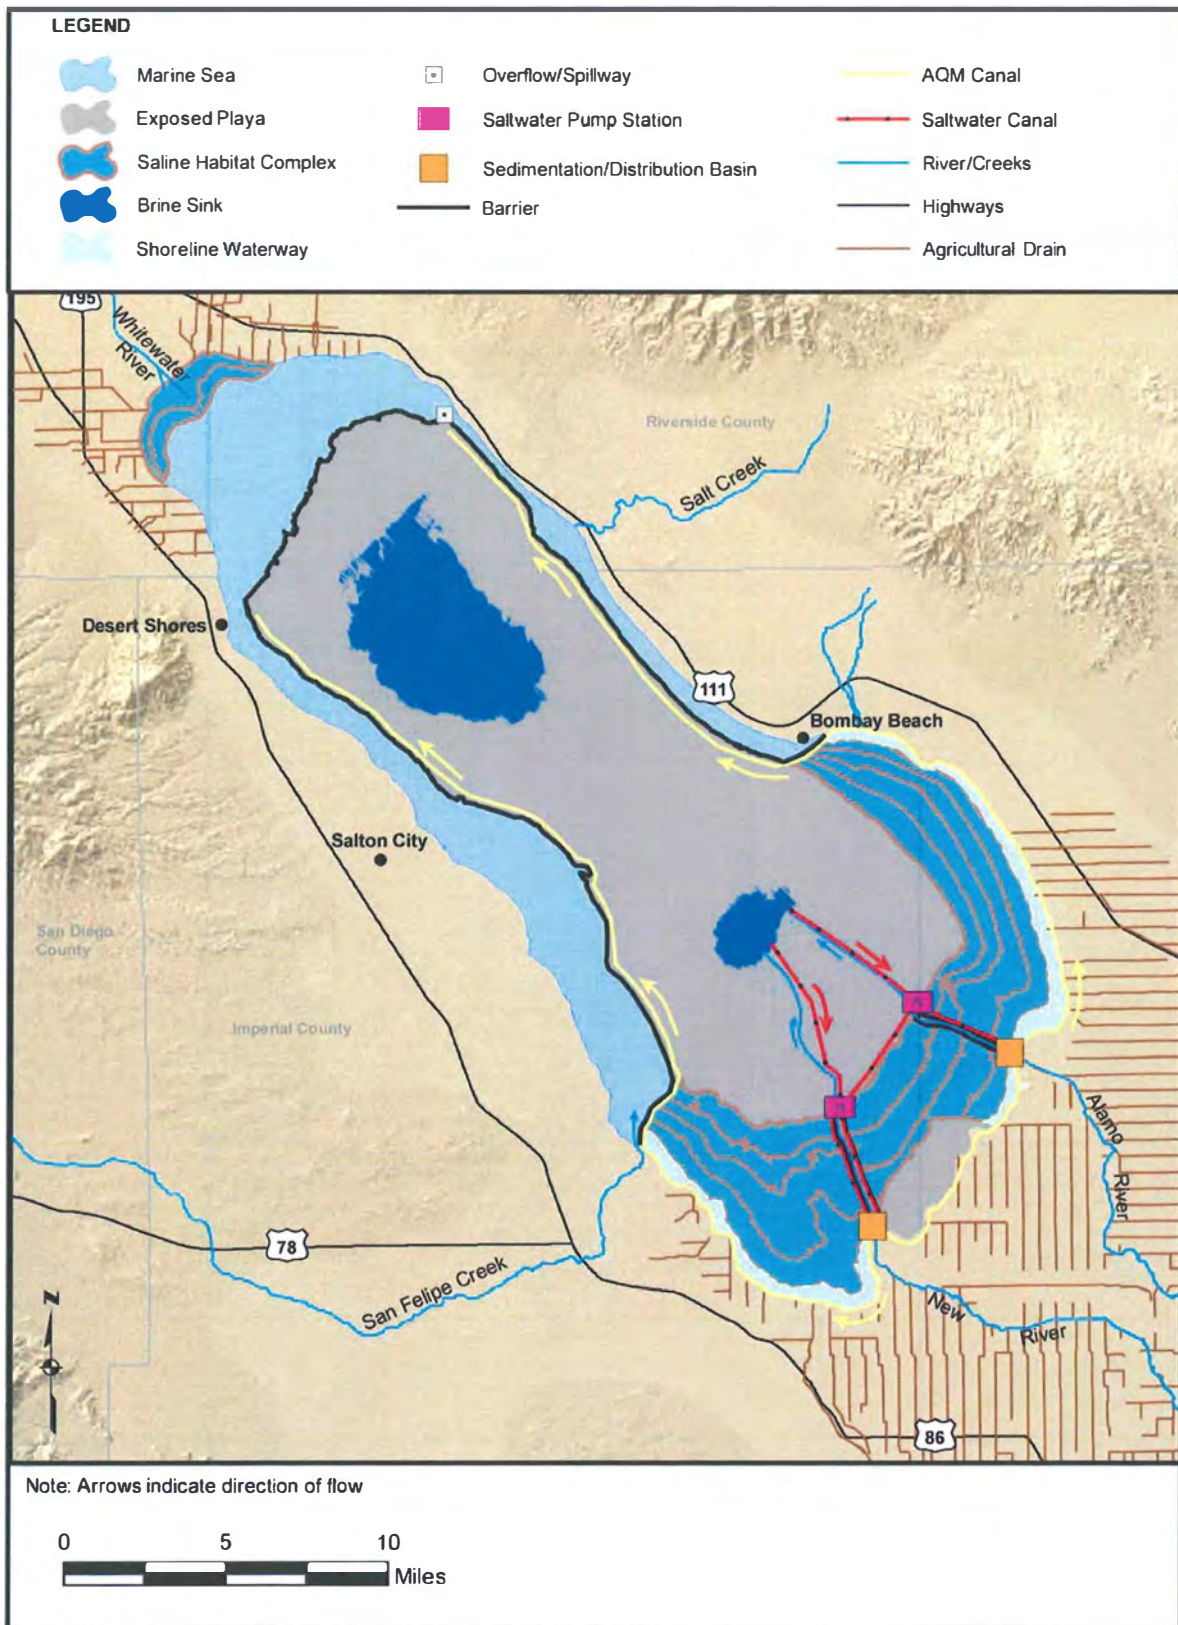 LEGEND
Marine Sea
Exposed Playa
Saline Habitat Complex
Brine Sink
Shoreline Waterway
Overflow/Spillway
Saltwater Pump Station
Sedimentation/Distribution Basin
Barrier
AQM Canal
Saltwater Canal
River/Creeks
Highways
Agricultural Drain
195
Whitewater
River
Riverside County
Salt Creek
Desert Shores
111
Bombay Beach
Salton City
San Diego
County
Imperial County
Alamo
River
78
San Felipe Creek
New
River
N
86
Note: Arrows indicate direction of flow
0 5 10
Miles